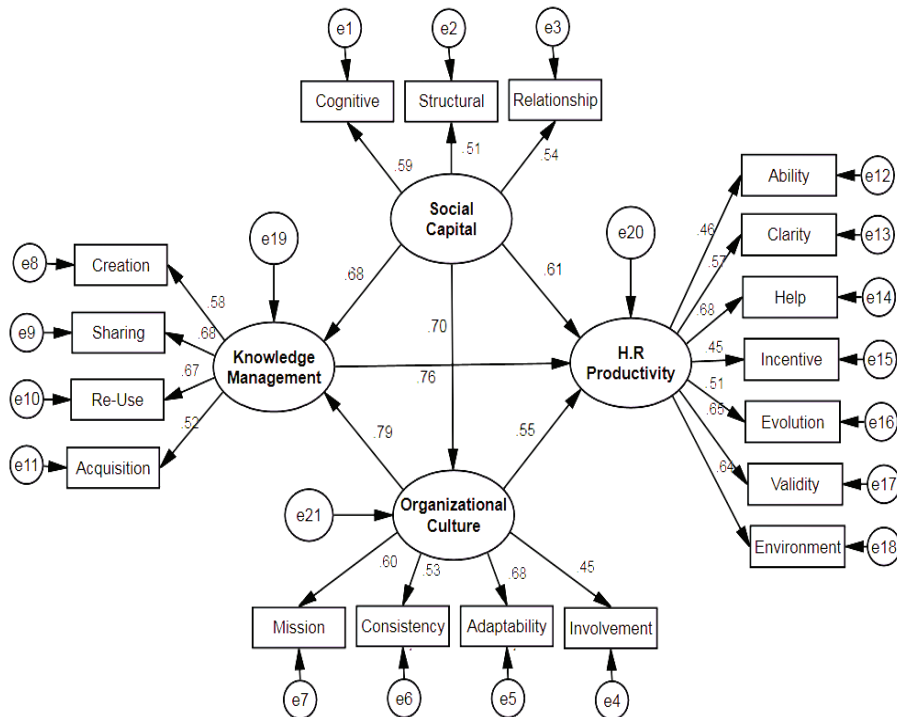 e1
e2
e3
Cognitive
Structural
Relationship
.59
.51
.54
Social
Capital
e19
e20
e8
Creation
e9
Sharing
e10
Re-Use
e11
Acquisition
.58
.68
.67
.52
Knowledge
Management
.68
.70
.61
.76
.79
.55
H.R
Productivity
.46
.57
.68
.45
.51
.65
.64
Ability
e12
Clarity
e13
Help
e14
Incentive
e15
Evolution
e16
Validity
e17
Environment
e18
e21
Organizational
Culture
.60
.53
.68
.45
Mission
Consistency
Adaptability
Involvement
e7
e6
e5
e4